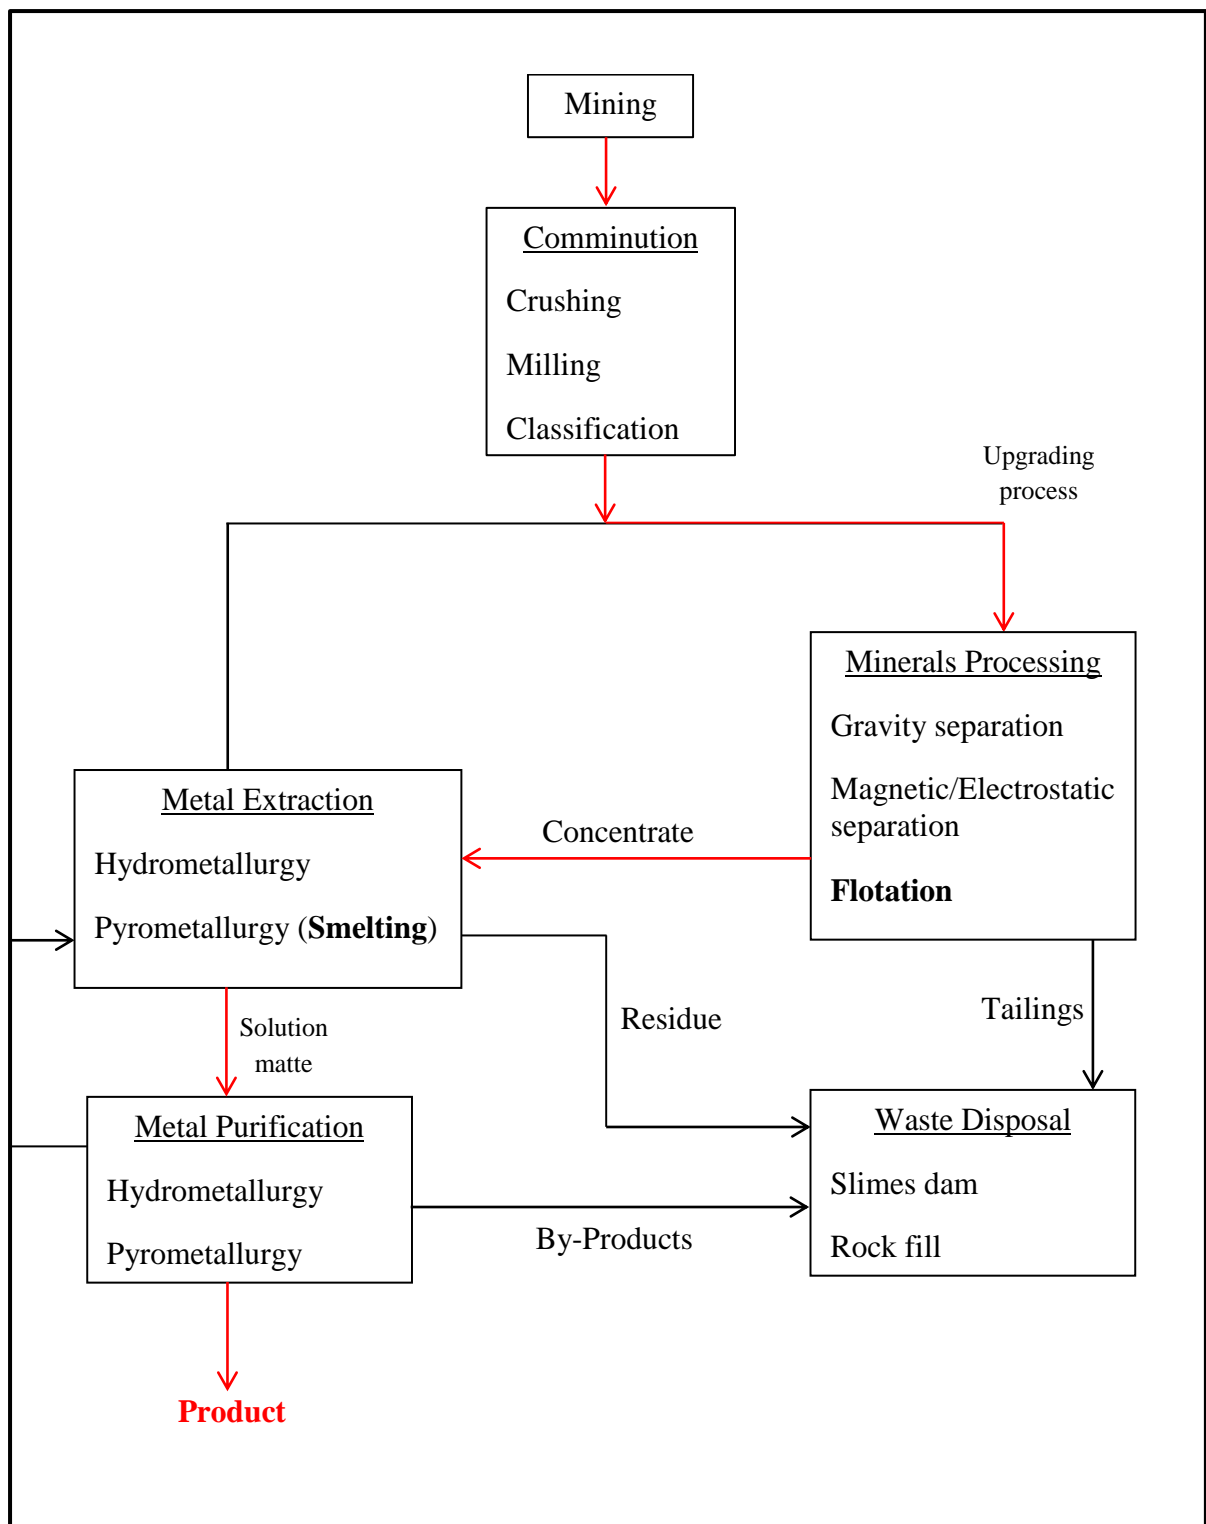 Mining
Comminution
Crushing
Milling
Classification
Upgrading
process
Minerals Processing
Gravity separation
Magnetic/Electrostatic
separation
Flotation
Metal Extraction
Hydrometallurgy
Pyrometallurgy (Smelting)
Concentrate
Residue
Tailings
Solution
matte
Metal Purification
Hydrometallurgy
Pyrometallurgy
By-Products
Waste Disposal
Slimes dam
Rock fill
Product